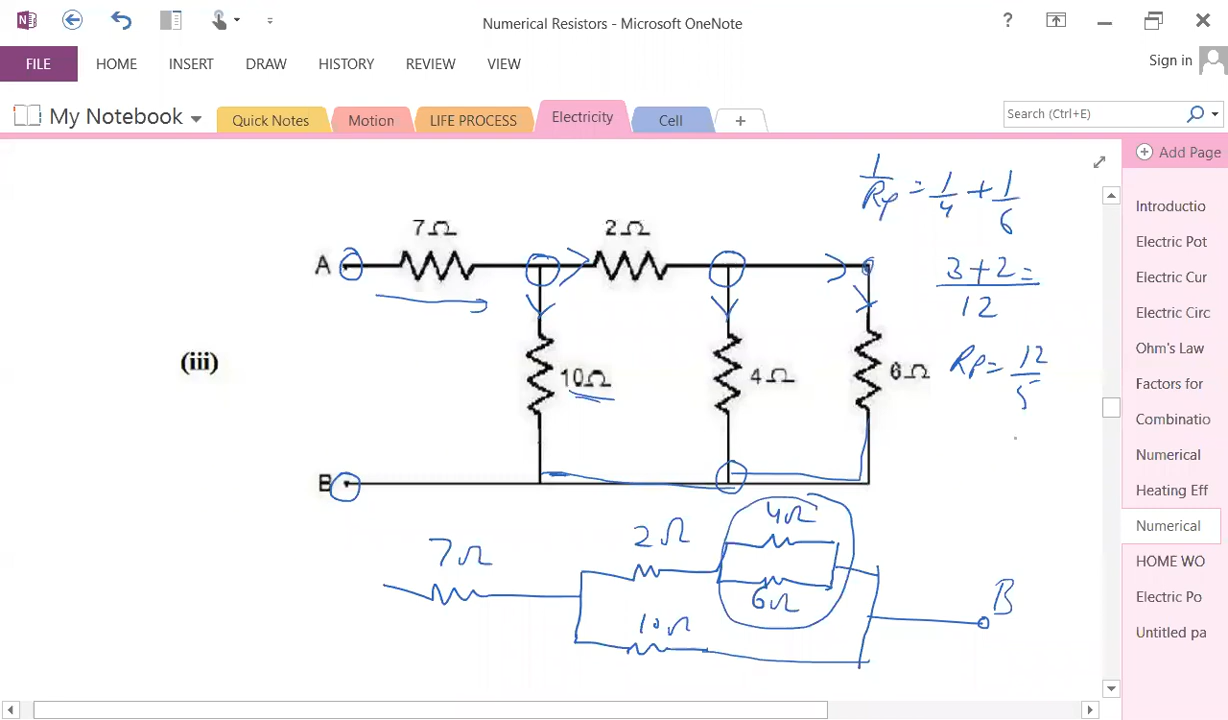 Numerical Resistors - Microsoft OneNote
?
FILE HOME INSERT DRAW HISTORY REVIEW VIEW
Sign in
My Notebook
Quick Notes Motion LIFE PROCESS Electricity Cell +
Search (Ctrl+E)
Add Page
Introductio
Electric Pot
Electric Cur
Electric Circ
Ohm's Law
Factors for
Combinatio
Numerical
Heating Eff
Numerical
HOME WO
Electric Po
Untitled pa
1/Rp = 1/4 + 1/6
3+2/12 =
Rp = 12/5
7Ω 2Ω
A
(iii)
10Ω 4Ω 6Ω
B
7Ω 2Ω 4Ω
6Ω
10Ω
B